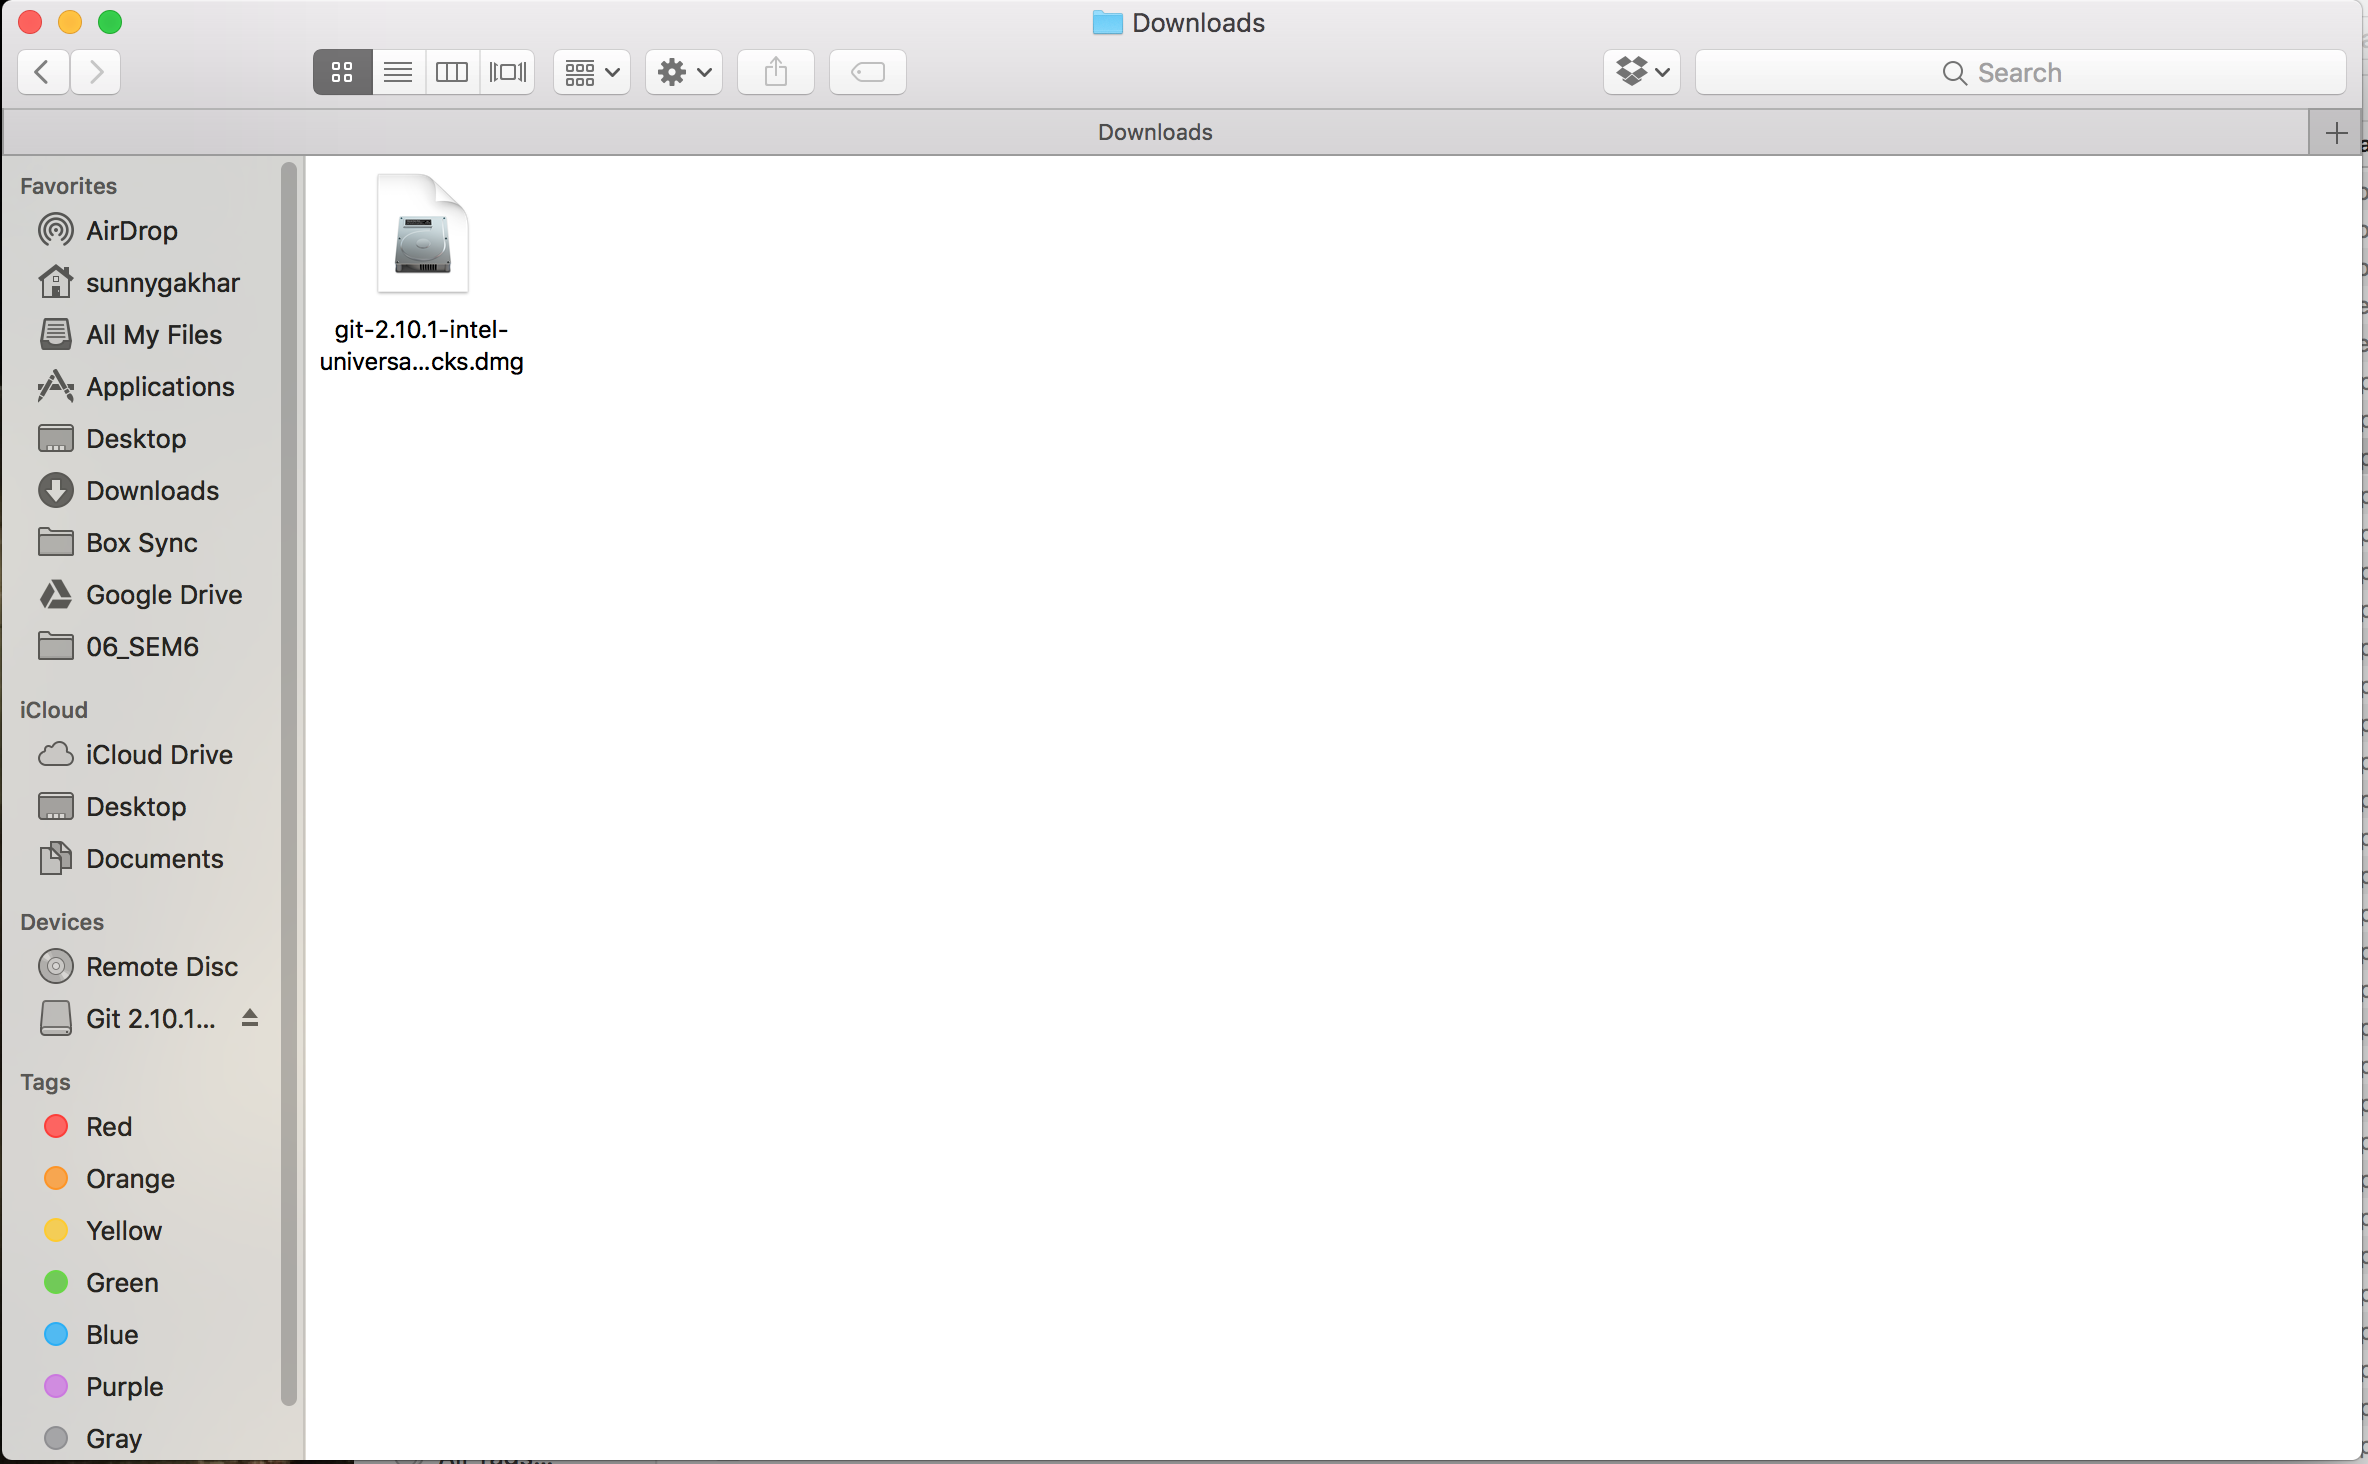 Downloads
Search
Downloads
Favorites
AirDrop
sunnygakhar
All My Files
Applications
Desktop
Downloads
Box Sync
Google Drive
06_SEM6
iCloud
iCloud Drive
Desktop
Documents
Devices
Remote Disc
Git 2.10.1...
Tags
Red
Orange
Yellow
Green
Blue
Purple
Gray
git-2.10.1-intel-
universa...cks.dmg